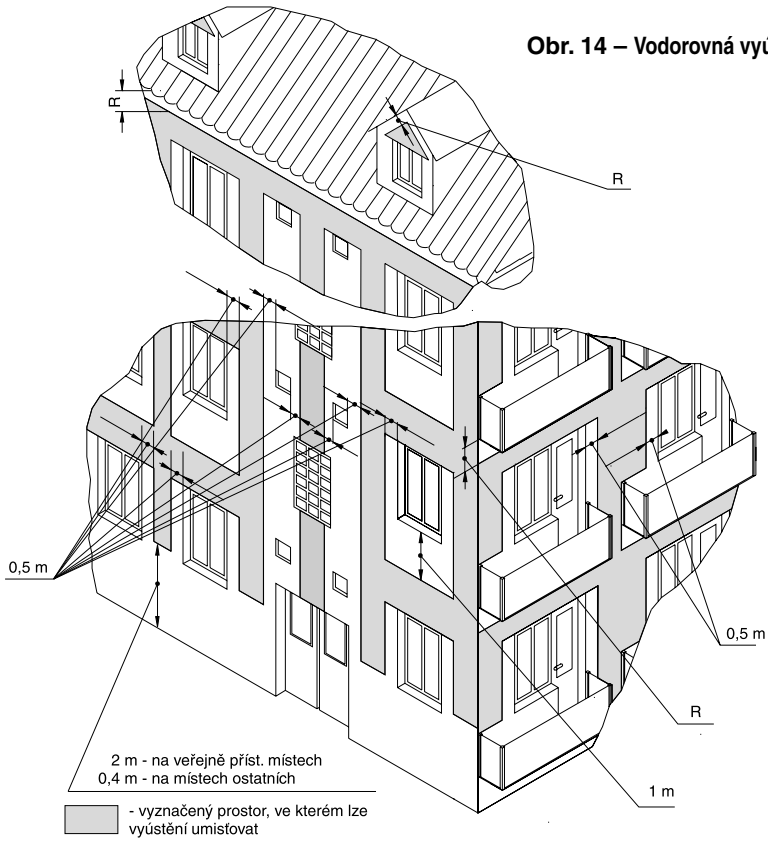 Obr. 14 – Vodorovná
R
R
0,5 m
0,5 m
R
1 m
2 m - na veřejně příst. místech
0,4 m - na místech ostatních
- vyznačený prostor, ve kterém lze
vyústění umisťovat